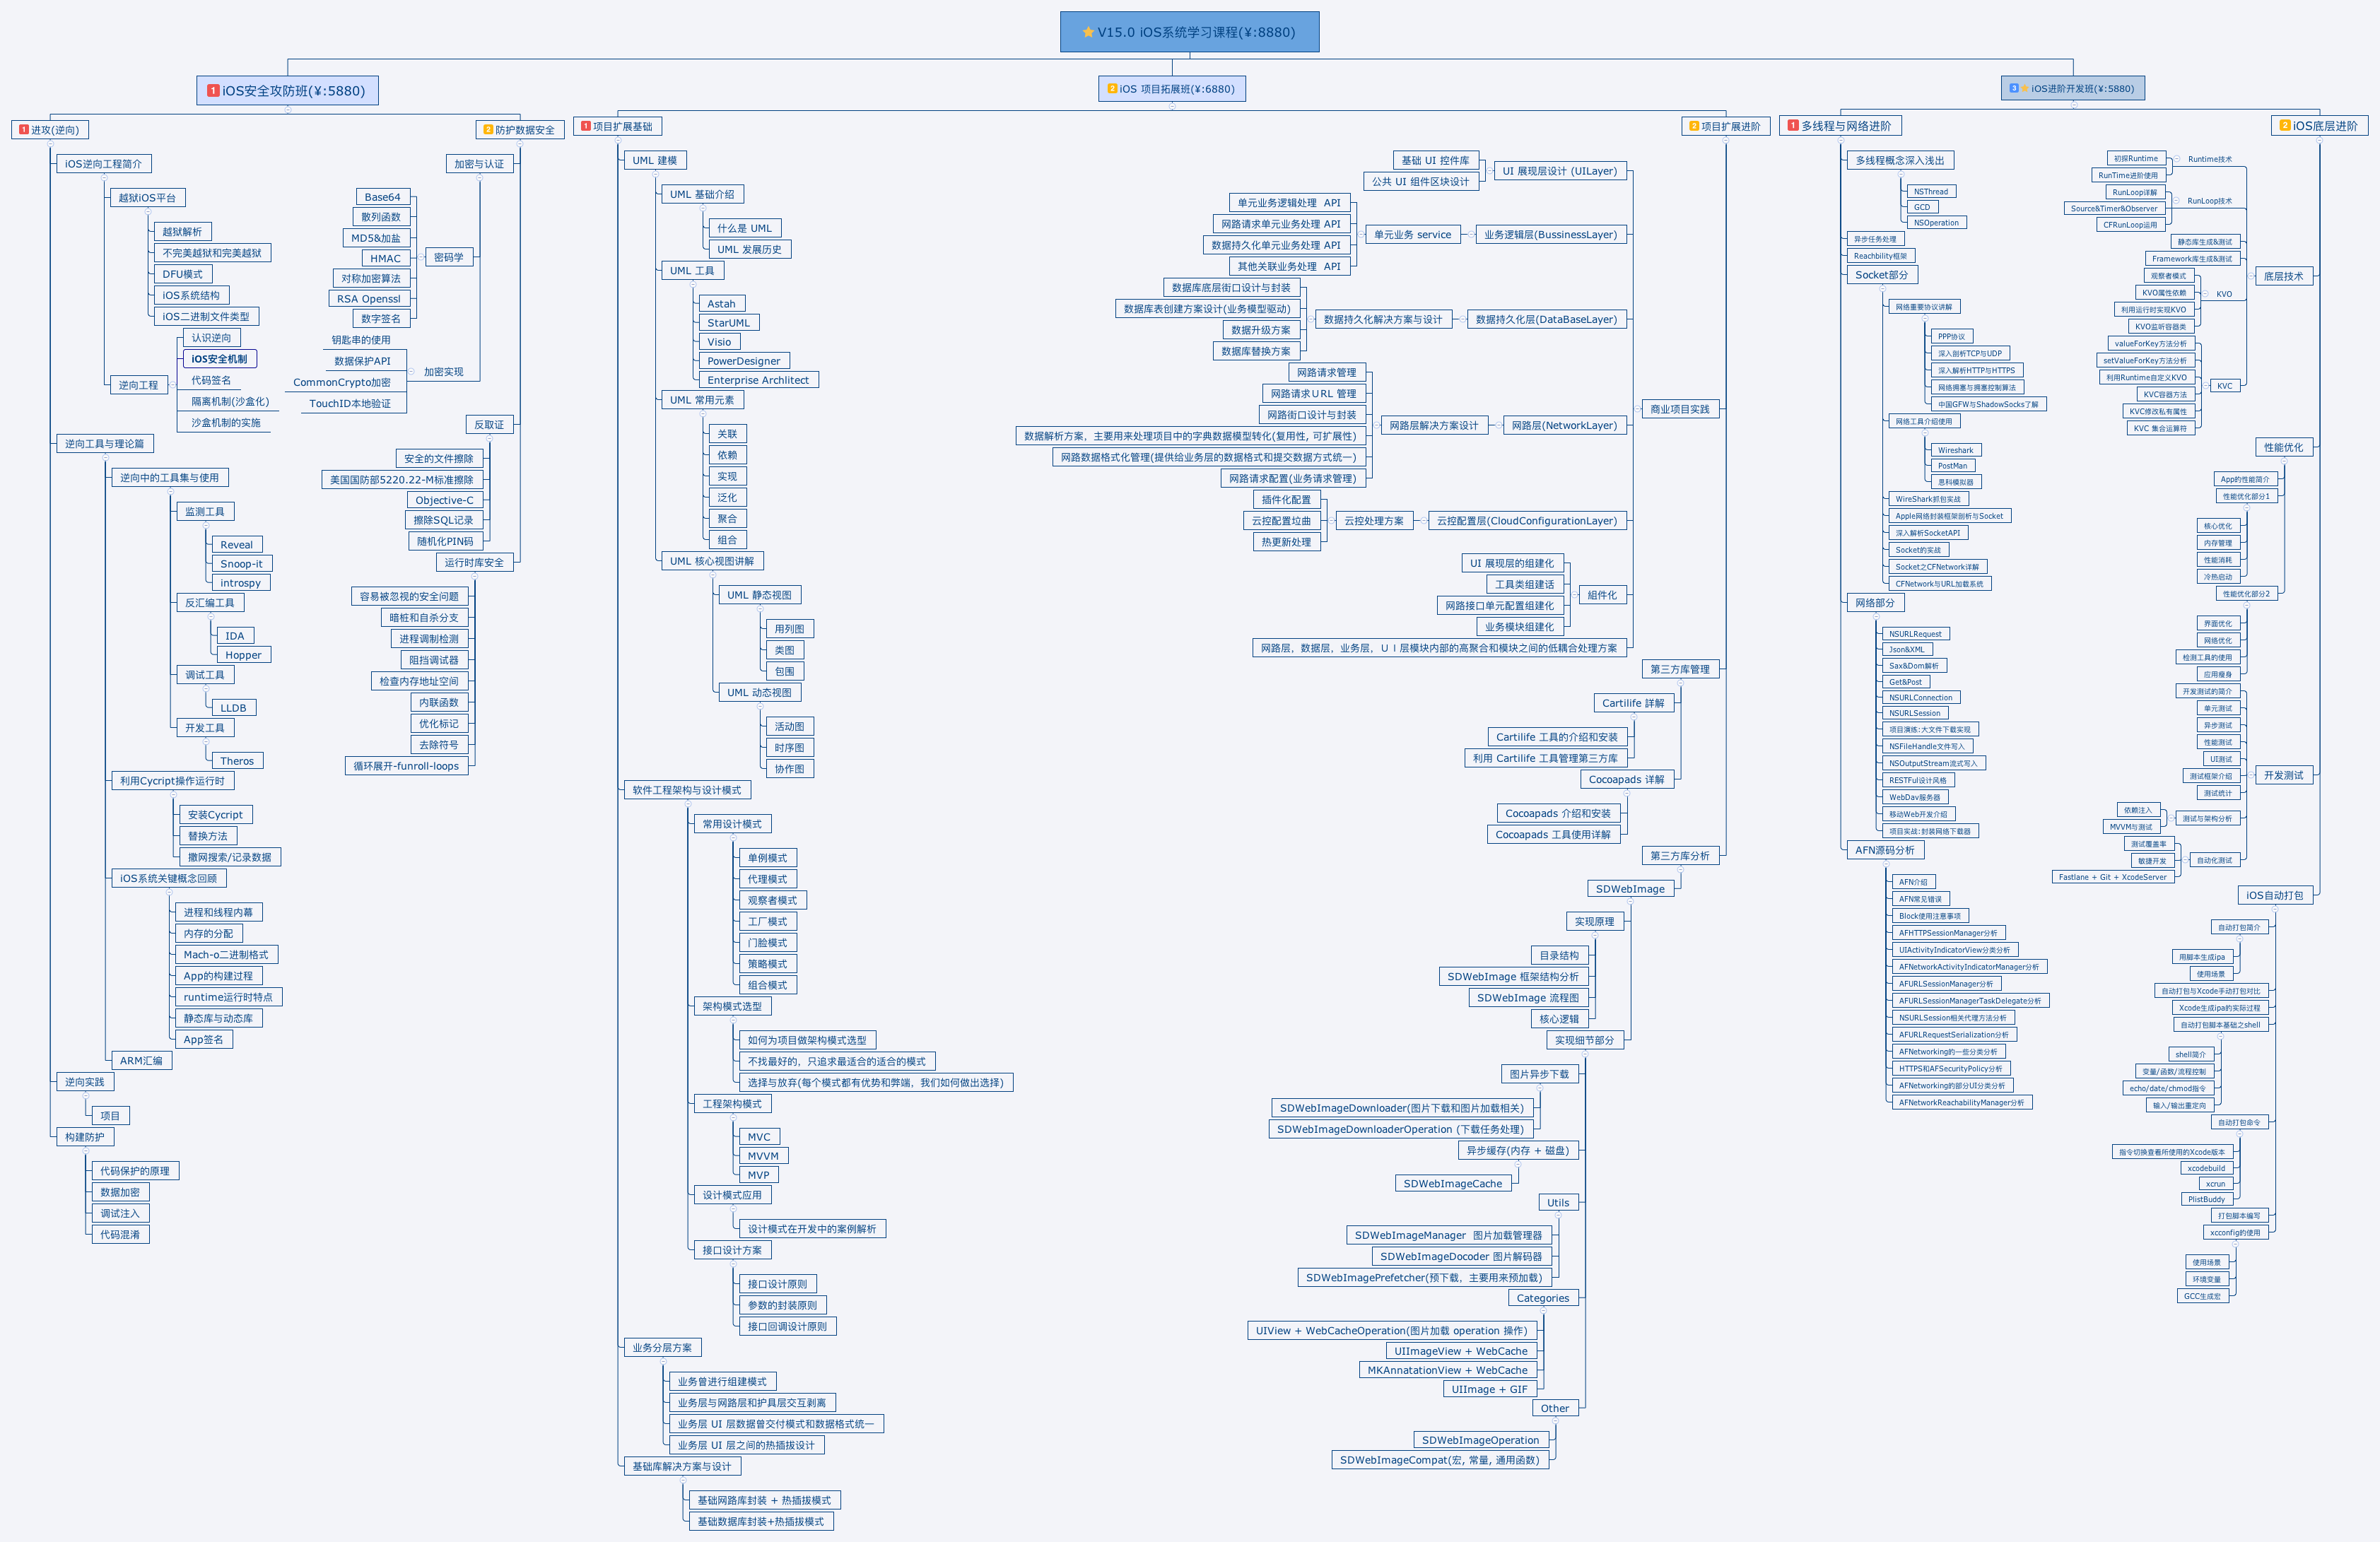 V15.0 iOS系统学习课程(¥:8880)
1 iOS安全攻防班(¥:5880)
1 进攻(逆向)
iOS逆向工程简介
越狱iOS平台
越狱解析
不完美越狱和完美越狱
DFU模式
iOS系统结构
iOS二进制文件类型
逆向工程
认识逆向
iOS安全机制
代码签名
隔离机制(沙盒化)
沙盒机制的实施
逆向工具与理论篇
逆向中的工具集与使用
监测工具
Reveal
Snoop-it
introspy
反汇编工具
IDA
Hopper
调试工具
LLDB
开发工具
Theros
利用Cycript操作运行时
安装Cycript
替换方法
撒网搜索/记录数据
iOS系统关键概念回顾
进程和线程内幕
内存的分配
Mach-o二进制格式
App的构建过程
runtime运行时特点
静态库与动态库
App签名
ARM汇编
逆向实践
项目
构建防护
代码保护的原理
数据加密
调试注入
代码混淆
2 防护数据安全
加密与认证
密码学
Base64
散列函数
MD5&加盐
HMAC
对称加密算法
RSA Openssl
数字签名
加密实现
钥匙串的使用
数据保护API
CommonCrypto加密
TouchID本地验证
反取证
安全的文件擦除
美国国防部5220.22-M标准擦除
Objective-C
擦除SQL记录
随机化PIN码
运行时库安全
容易被忽视的安全问题
暗桩和自杀分支
进程调制检测
阻挡调试器
检查内存地址空间
内联函数
优化标记
去除符号
循环展开-funroll-loops
2 iOS 项目拓展班(¥:6880)
1 项目扩展基础
UML 建模
UML 基础介绍
什么是 UML
UML 发展历史
UML 工具
Astah
StarUML
Visio
PowerDesigner
Enterprise Archlitect
UML 常用元素
关联
依赖
实现
泛化
聚合
组合
UML 核心视图讲解
UML 静态视图
用列图
类图
包围
UML 动态视图
活动图
时序图
协作图
软件工程架构与设计模式
常用设计模式
单例模式
代理模式
观察者模式
工厂模式
门脸模式
策略模式
组合模式
架构模式选型
如何为项目做架构模式选型
不找最好的，只追求最适合的适合的模式
选择与放弃(每个模式都有优势和弊端，我们如何做出选择)
工程架构模式
MVC
MVVM
MVP
设计模式应用
设计模式在开发中的案例解析
接口设计方案
接口设计原则
参数的封装原则
接口回调设计原则
业务分层方案
业务曾进行组建模式
业务层与网路层和护具层交互剥离
业务层 UI 层数据曾交付模式和数据格式统一
业务层 UI 层之间的热插拔设计
基础库解决方案与设计
基础网路库封装 + 热插拔模式
基础数据库封装+热插拔模式
2 项目扩展进阶
商业项目实践
UI 展现层设计 (UILayer)
基础 UI 控件库
公共 UI 组件区块设计
业务逻辑层(BussinessLayer)
单元业务 service
单元业务逻辑处理 API
网路请求单元业务处理 API
数据持久化单元业务处理 API
其他关联业务处理 API
数据持久化层(DataBaseLayer)
数据持久化解决方案与设计
数据库底层街口设计与封装
数据库表创建方案设计(业务模型驱动)
数据升级方案
数据库替换方案
网路层(NetworkLayer)
网路层解决方案设计
网路请求管理
网路请求URL 管理
网路街口设计与封装
数据解析方案，主要用来处理项目中的字典数据模型转化(复用性, 可扩展性)
网路数据格式化管理(提供给业务层的数据格式和提交数据方式统一)
网路请求配置(业务请求管理)
云控配置层(CloudConfigurationLayer)
云控处理方案
插件化配置
云控配置垃曲
热更新处理
組件化
UI 展现层的组建化
工具类组建话
网路接口单元配置组建化
业务模块组建化
网路层，数据层，业务层，ＵＩ层模块内部的高聚合和模块之间的低耦合处理方案
第三方库管理
Cartilife 詳解
Cartilife 工具的介绍和安装
利用 Cartilife 工具管理第三方库
Cocoapads 详解
Cocoapads 介绍和安装
Cocoapads 工具使用详解
第三方库分析
SDWebImage
实现原理
目录结构
SDWebImage 框架结构分析
SDWebImage 流程图
核心逻辑
实现细节部分
图片异步下载
SDWebImageDownloader(图片下载和图片加载相关)
SDWebImageDownloaderOperation (下载任务处理)
异步缓存(内存 + 磁盘)
SDWebImageCache
Utils
SDWebImageManager 图片加载管理器
SDWebImageDocoder 图片解码器
SDWebImagePrefetcher(预下载，主要用来预加载)
Categories
UIView + WebCacheOperation(图片加载 operation 操作)
UIImageView + WebCache
MKAnnatationView + WebCache
UIImage + GIF
Other
SDWebImageOperation
SDWebImageCompat(宏, 常量, 通用函数)
3 iOS进阶开发班(¥:5880)
1 多线程与网络进阶
多线程概念深入浅出
NSThread
GCD
NSOperation
异步任务处理
Reachbility框架
Socket部分
网络重要协议讲解
PPP协议
深入剖析TCP与UDP
深入解析HTTP与HTTPS
网络拥塞与拥塞控制算法
中国GFW与ShadowSocks了解
网络工具介绍使用
Wireshark
PostMan
思科模拟器
WireShark抓包实战
Apple网络封装框架剖析与Socket
深入解析SocketAPI
Socket的实战
Socket之CFNetwork详解
CFNetwork与URL加载系统
网络部分
NSURLRequest
Json&XML
Sax&Dom解析
Get&Post
NSURLConnection
NSURLSession
项目演练:大文件下载实现
NSFileHandle文件写入
NSOutputStream流式写入
RESTFul设计风格
WebDav服务器
移动Web开发介绍
项目实战:封装网络下载器
AFN源码分析
AFN介绍
AFN常见错误
Block使用注意事项
AFHTTPSessionManager分析
UIActivityIndicatorView分类分析
AFNetworkActivityIndicatorManager分析
AFURLSessionManager分析
AFURLSessionManagerTaskDelegate分析
NSURLSession相关代理方法分析
AFURLRequestSerialization分析
AFNetworking的一些分类分析
HTTPS和AFSecurityPolicy分析
AFNetworking的部分UI分类分析
AFNetworkReachabilityManager分析
2 iOS底层进阶
底层技术
Runtime技术
初探Runtime
RunTime进阶使用
RunLoop技术
RunLoop详解
Source&Timer&Observer
CFRunLoop运用
静态库生成&测试
Framework库生成&测试
KVO
观察者模式
KVO属性依赖
利用运行时实现KVO
KVO监听容器类
KVC
valueForKey方法分析
setValueForKey方法分析
利用Runtime自定义KVO
KVC容器方法
KVC修改私有属性
KVC 集合运算符
性能优化
App的性能简介
性能优化部分1
核心优化
内存管理
性能消耗
冷热启动
性能优化部分2
界面优化
网络优化
检测工具的使用
应用瘦身
开发测试
开发测试的简介
单元测试
异步测试
性能测试
UI测试
测试框架介绍
测试统计
测试与架构分析
依赖注入
MVVM与测试
自动化测试
测试覆盖率
敏捷开发
Fastlane + Git + XcodeServer
iOS自动打包
自动打包简介
用脚本生成ipa
使用场景
自动打包与Xcode手动打包对比
Xcode生成ipa的实际过程
自动打包脚本基础之shell
shell简介
变量/函数/流程控制
echo/date/chmod指令
输入/输出重定向
自动打包命令
指令切换查看所使用的Xcode版本
xcodebuild
xcrun
PlistBuddy
打包脚本编写
xcconfig的使用
使用场景
环境变量
GCC生成宏